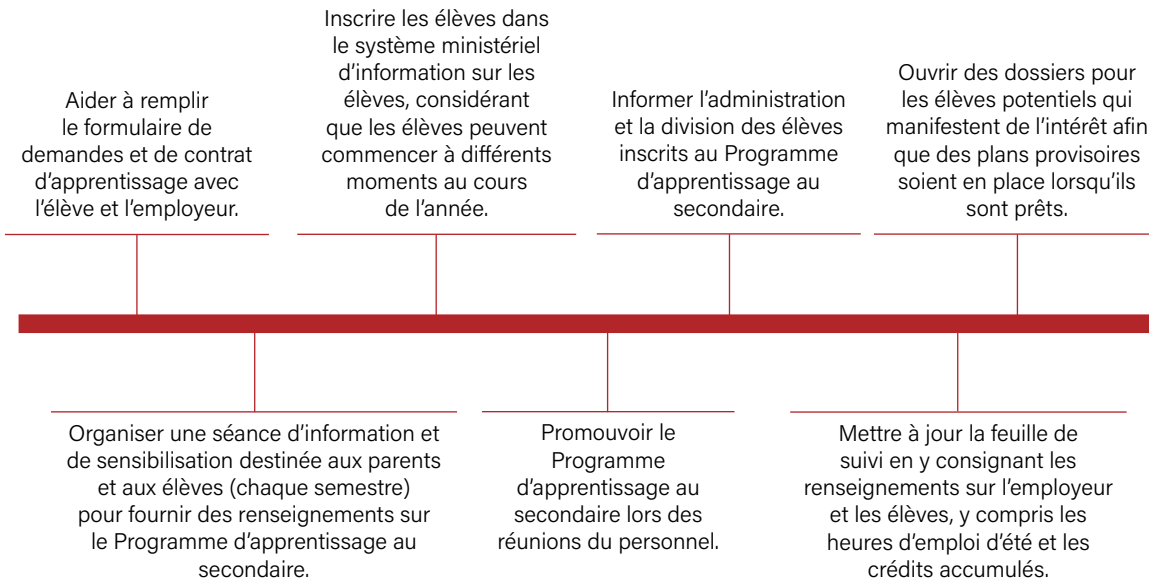 Aider à remplir
le formulaire de
demandes et de contrat
d’apprentissage avec
l’élève et l’employeur.
Inscrire les élèves dans
le système ministériel
d’information sur les
élèves, considérant
que les élèves peuvent
commencer à différents
moments au cours
de l’année.
Informer l’administration
et la division des élèves
inscrits au Programme
d’apprentissage au
secondaire.
Ouvrir des dossiers pour
les élèves potentiels qui
manifestent de l’intérêt afin
que des plans provisoires
soient en place lorsqu’ils
sont prêts.
Organiser une séance d’information et
de sensibilisation destinée aux parents
et aux élèves (chaque semestre)
pour fournir des renseignements sur
le Programme d’apprentissage au
secondaire.
Promouvoir le
Programme
d’apprentissage au
secondaire lors des
réunions du personnel.
Mettre à jour la feuille de
suivi en y consignant les
renseignements sur l’employeur
et les élèves, y compris les
heures d’emploi d’été et les
crédits accumulés.